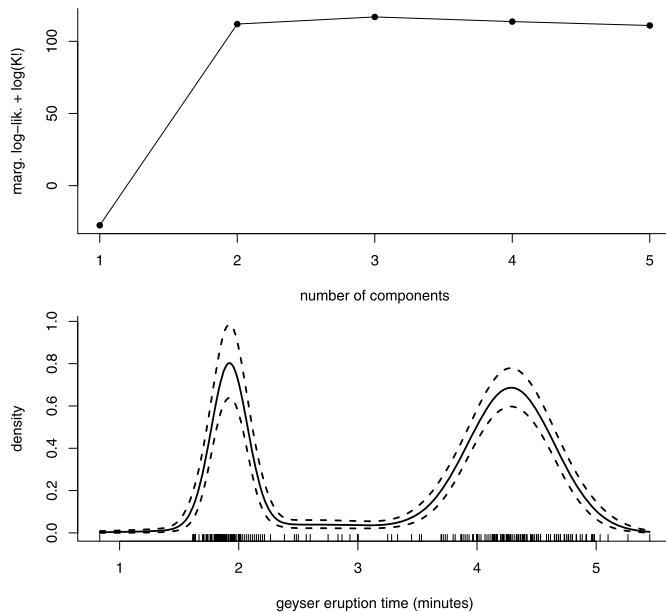 marg. log−lik. + log(K!)
100
50
0
1 2 3 4 5
number of components
density
1.0
0.8
0.6
0.4
0.2
0.0
1 2 3 4 5
geyser eruption time (minutes)